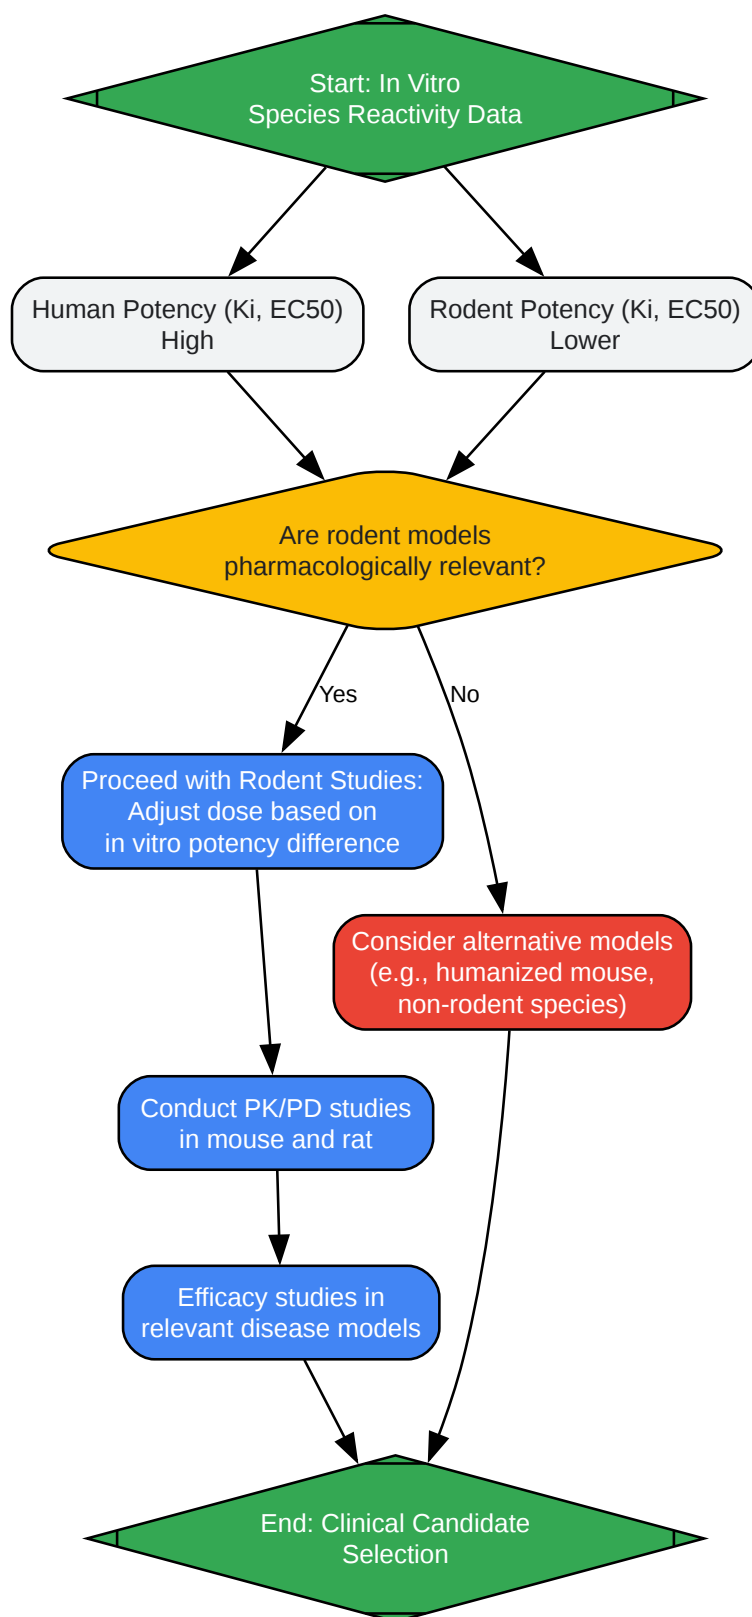 Start: In Vitro
Species Reactivity Data
Human Potency (Ki, EC50)
High
Rodent Potency (Ki, EC50)
Lower
Are rodent models
pharmacologically relevant?
Yes
No
Proceed with Rodent Studies:
Adjust dose based on
in vitro potency difference
Consider alternative models
(e.g., humanized mouse,
non-rodent species)
Conduct PK/PD studies
in mouse and rat
Efficacy studies in
relevant disease models
End: Clinical Candidate
Selection